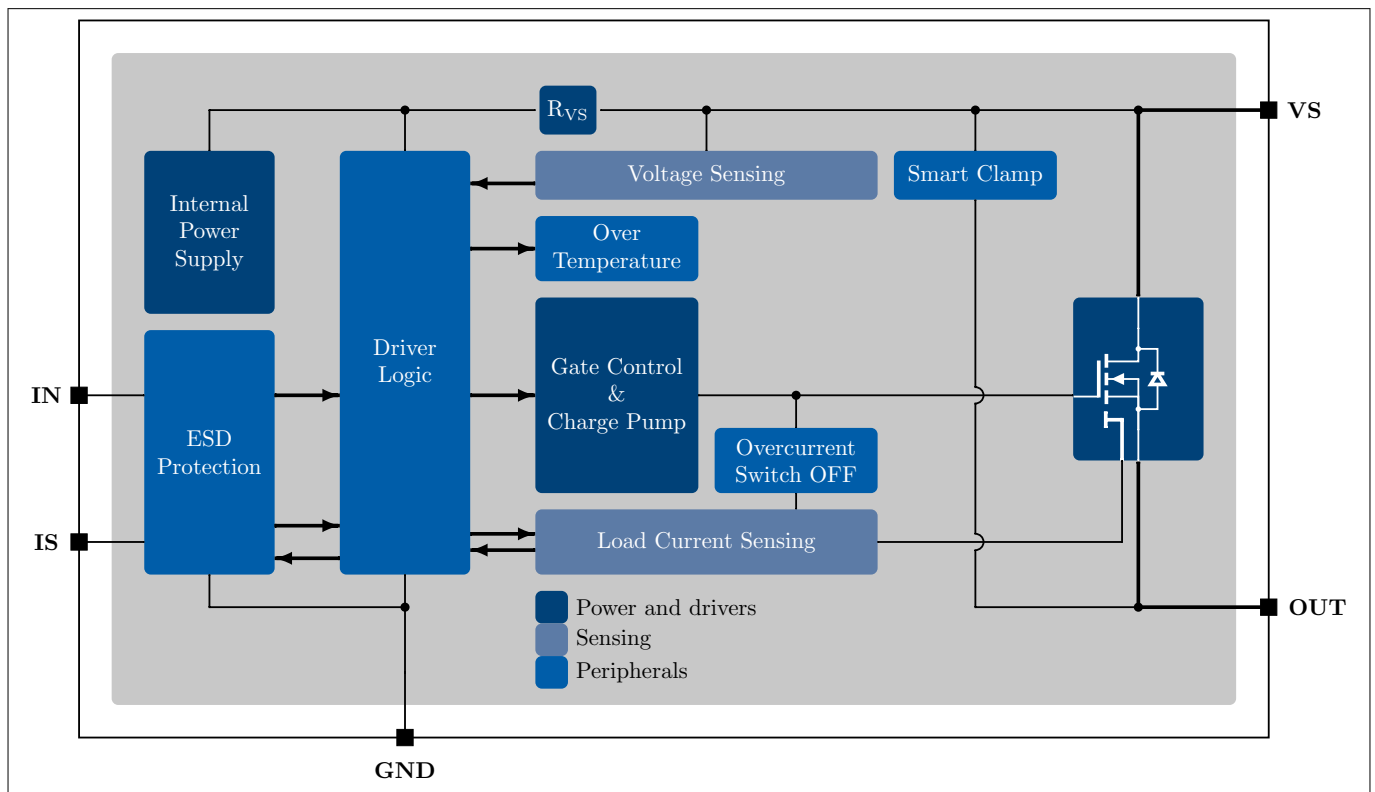 R_VS
VS
Internal
Power
Supply
Voltage Sensing
Smart Clamp
Over
Temperature
Driver
Logic
Gate Control
&
Charge Pump
IN
ESD
Protection
Overcurrent
Switch OFF
IS
Load Current Sensing
Power and drivers
Sensing
Peripherals
OUT
GND